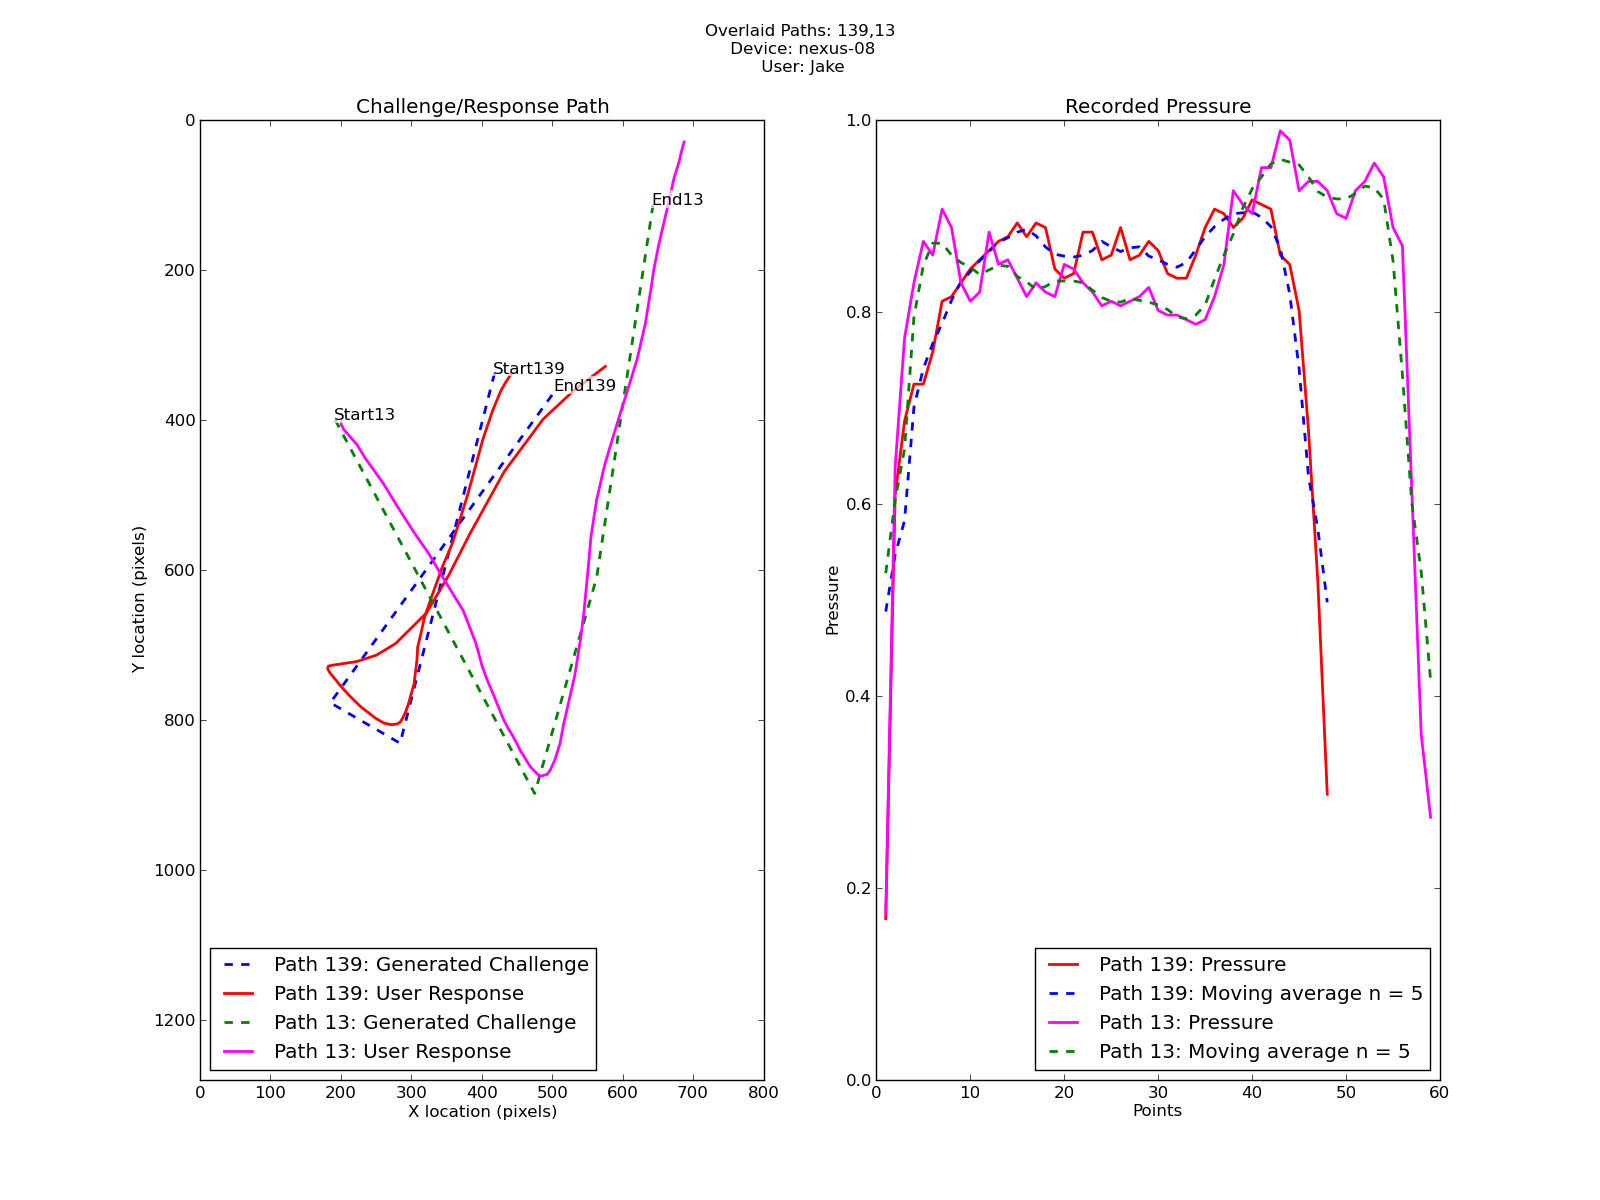 Overlaid Paths: 139,13
Device: nexus-08
User: Jake
Challenge/Response Path
0
200
400
600
800
1000
1200
Y location (pixels)
End13
Start139
End139
Start13
Path 139: Generated Challenge
Path 139: User Response
Path 13: Generated Challenge
Path 13: User Response
0 100 200 300 400 500 600 700 800
X location (pixels)
Recorded Pressure
1.0
0.8
0.6
0.4
0.2
0.0
Pressure
Path 139: Pressure
Path 139: Moving average n = 5
Path 13: Pressure
Path 13: Moving average n = 5
0 10 20 30 40 50 60
Points